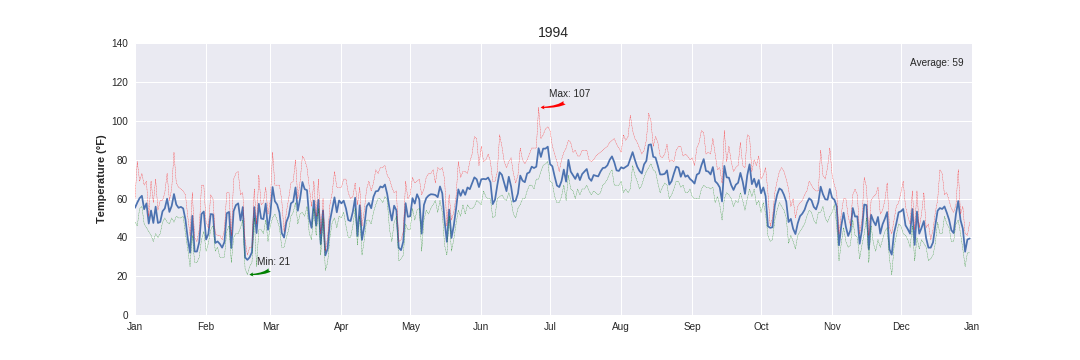 1994
140
Average: 59
120
Max: 107
100
80
Temperature (°F)
60
40
Min: 21
20
0
Jan Feb Mar Apr May Jun Jul Aug Sep Oct Nov Dec Jan